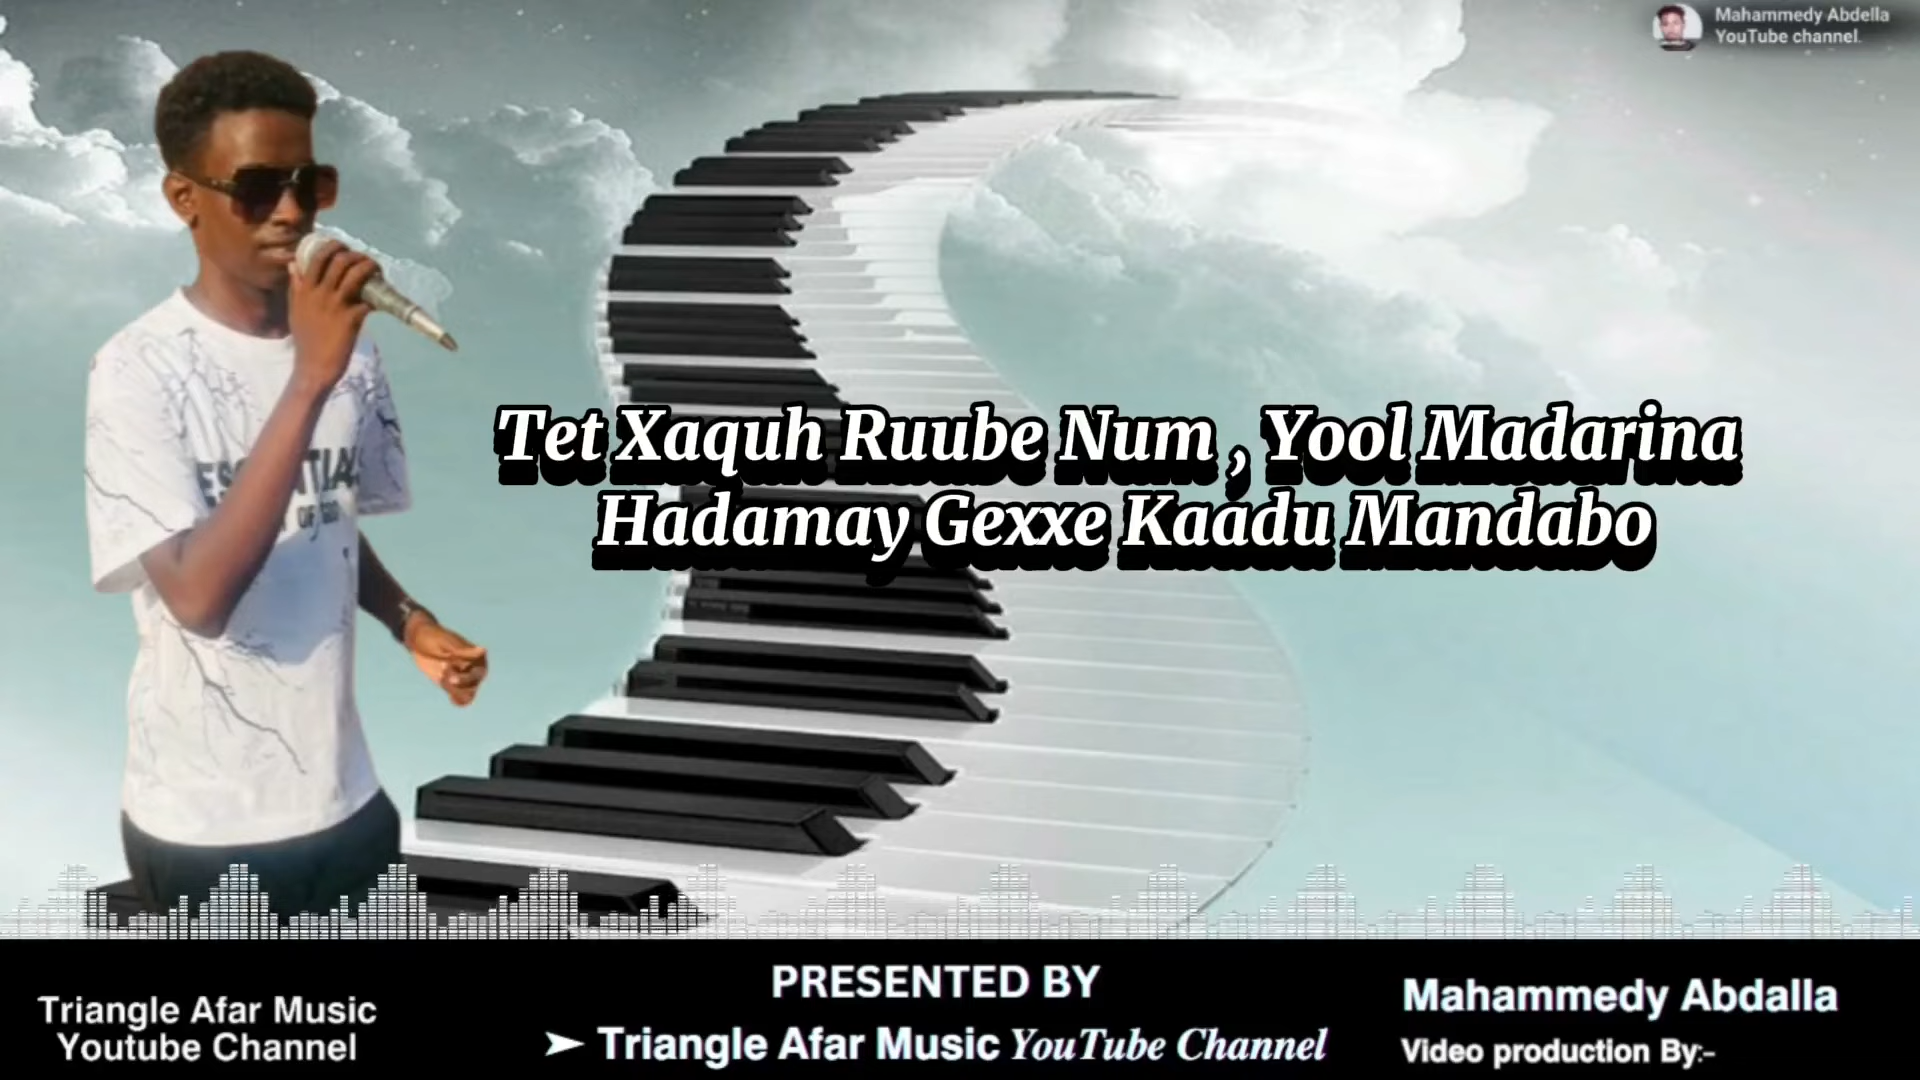 Mahammedy Abdella
YouTube channel.
Tet Xaquh Ruube Num , Yool Madarina
Hadamay Gexxe Kaadu Mandabo
PRESENTED BY
Triangle Afar Music
Youtube Channel
➤ Triangle Afar Music YouTube Channel
Mahammedy Abdalla
Video production By:-